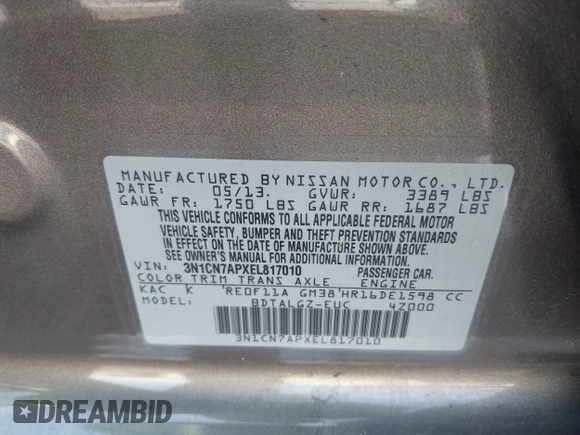 MANUFACTURED BY NISSAN MOTOR CO., LTD.
DATE: 05/13. GVWR: 3389 LBS
GAWR FR: 1750 LBS GAWR RR: 1687 LBS
THIS VEHICLE CONFORMS TO ALL APPLICABLE FEDERAL MOTOR
VEHICLE SAFETY, BUMPER AND THEFT PREVENTION STANDARDS
IN EFFECT ON THE DATE OF MANUFACTURE SHOWN ABOVE.
SEE OWNER'S MANUAL FOR ADDITIONAL INFORMATION.
VIN: 3N1CN7APXEL817010 PASSENGER CAR.
COLOR TRIM TRANS AXLE ENGINE
KAC K 'RE0F11A GM38'HR16DE1598 CC
MODEL: BDTALGZ-EUC 4Z000
3N1CN7APXEL817010
DREAMBID